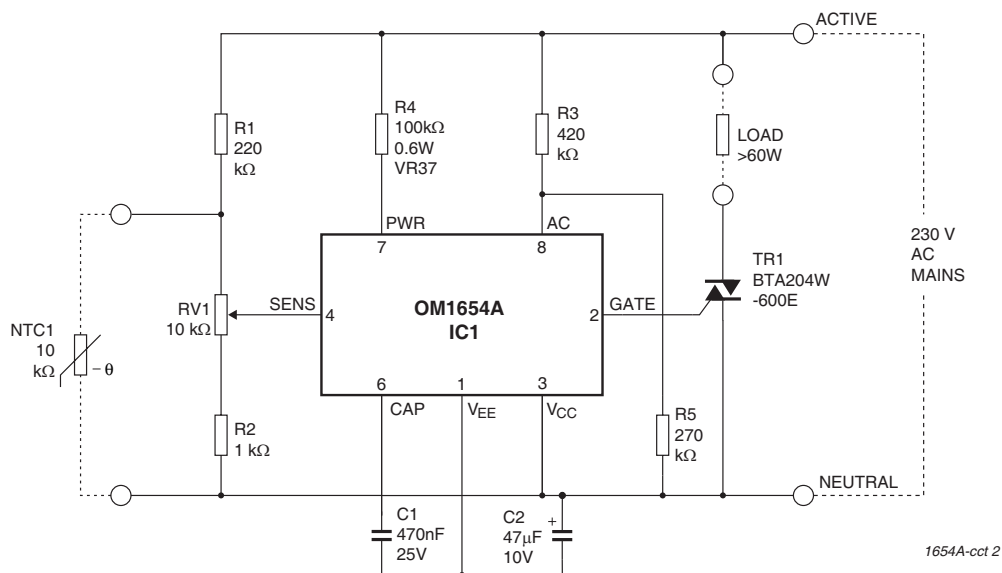 ACTIVE
R1
220
kΩ
R4
100kΩ
0.6W
VR37
R3
420
kΩ
LOAD
>60W
PWR
7
AC
8
230 V
AC
MAINS
TR1
BTA204W
-600E
RV1
10 kΩ
SENS
4
OM1654A
IC1
GATE
2
NTC1
10
kΩ
– θ
6
CAP
1
VEE
3
VCC
R2
1 kΩ
R5
270
kΩ
NEUTRAL
C1
470nF
25V
C2
47µF
10V
+
1654A-cct 2